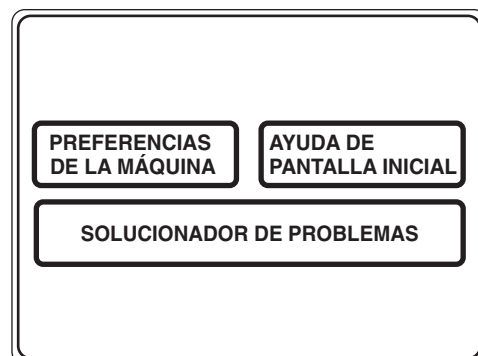 PREFERENCIAS
DE LA MÁQUINA
AYUDA DE
PANTALLA INICIAL
SOLUCIONADOR DE PROBLEMAS